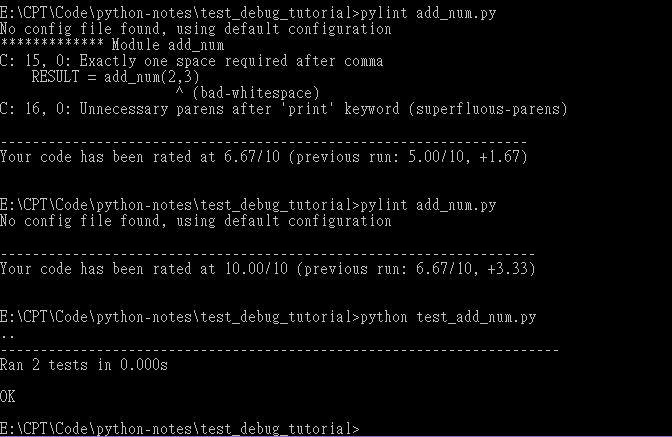 E:\CPT\Code\python-notes\test_debug_tutorial>pylint add_num.py
No config file found, using default configuration
************* Module add_num
C: 15, 0: Exactly one space required after comma
    RESULT = add_num(2,3)
                      ^ (bad-whitespace)
C: 16, 0: Unnecessary parens after 'print' keyword (superfluous-parens)
------------------------------------------------------------------
Your code has been rated at 6.67/10 (previous run: 5.00/10, +1.67)
E:\CPT\Code\python-notes\test_debug_tutorial>pylint add_num.py
No config file found, using default configuration
-------------------------------------------------------------------
Your code has been rated at 10.00/10 (previous run: 6.67/10, +3.33)
E:\CPT\Code\python-notes\test_debug_tutorial>python test_add_num.py
..
----------------------------------------------------------------------
Ran 2 tests in 0.000s
OK
E:\CPT\Code\python-notes\test_debug_tutorial>